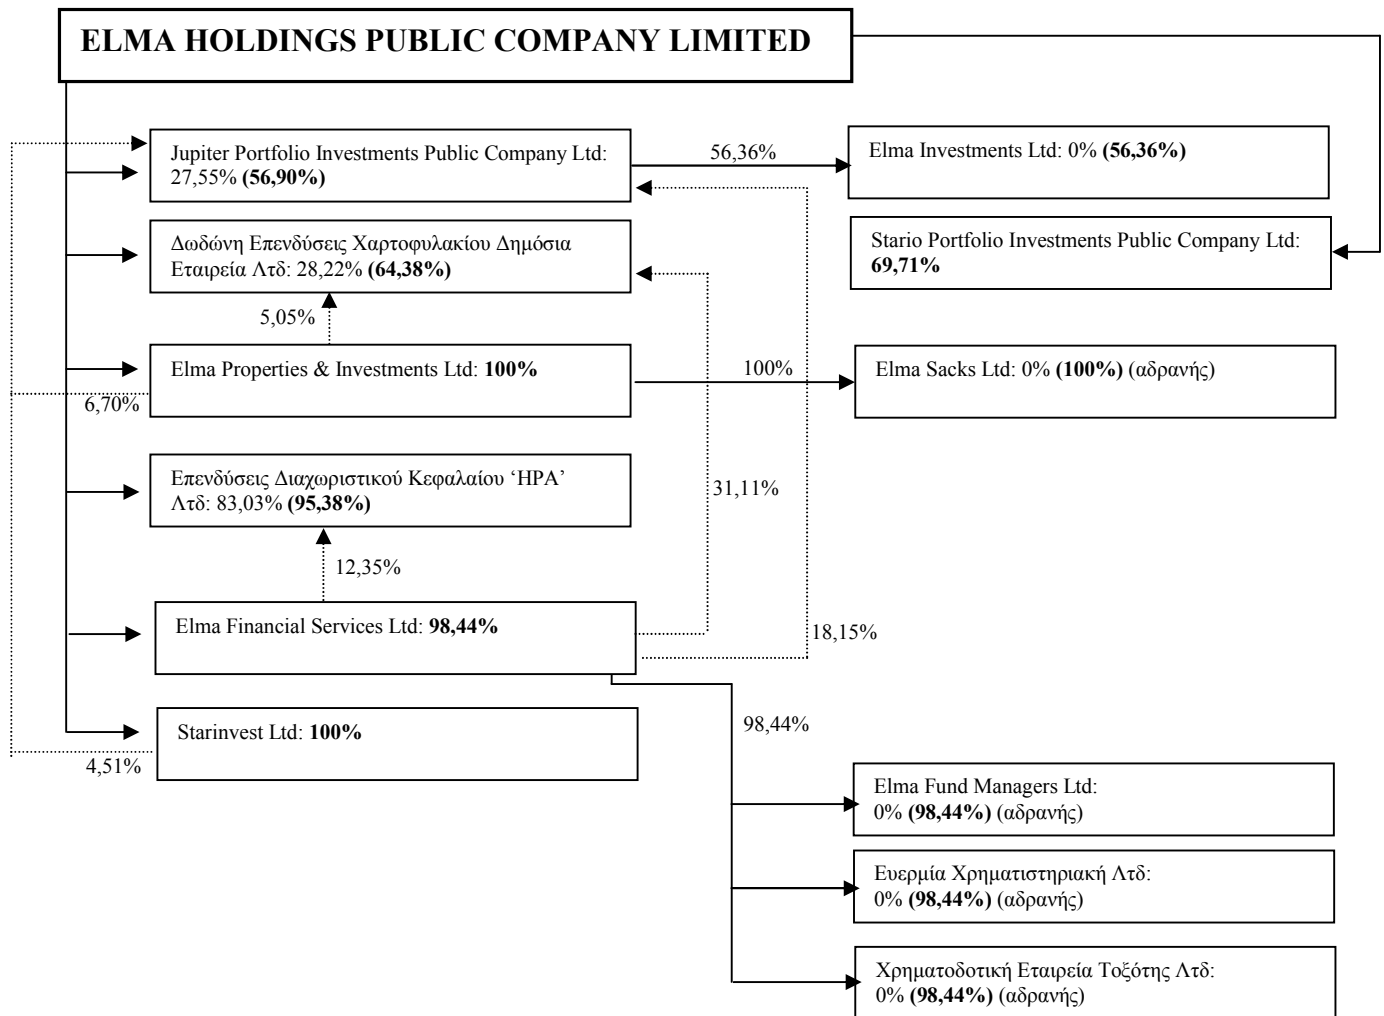 ELMA HOLDINGS PUBLIC COMPANY LIMITED
Jupiter Portfolio Investments Public Company Ltd:
27,55% (56,90%)
56,36%
Elma Investments Ltd: 0% (56,36%)
Δωδώνη Επενδύσεις Χαρτοφυλακίου Δημόσια
Εταιρεία Λτδ: 28,22% (64,38%)
Stario Portfolio Investments Public Company Ltd:
69,71%
5,05%
Elma Properties & Investments Ltd: 100%
100%
Elma Sacks Ltd: 0% (100%) (αδρανής)
6,70%
Επενδύσεις Διαχωριστικού Κεφαλαίου ‘ΗΡΑ’
Λτδ: 83,03% (95,38%)
31,11%
12,35%
Elma Financial Services Ltd: 98,44%
18,15%
Starinvest Ltd: 100%
98,44%
4,51%
Elma Fund Managers Ltd:
0% (98,44%) (αδρανής)
Ευερμία Χρηματιστηριακή Λτδ:
0% (98,44%) (αδρανής)
Χρηματοδοτική Εταιρεία Τοξότης Λτδ:
0% (98,44%) (αδρανής)